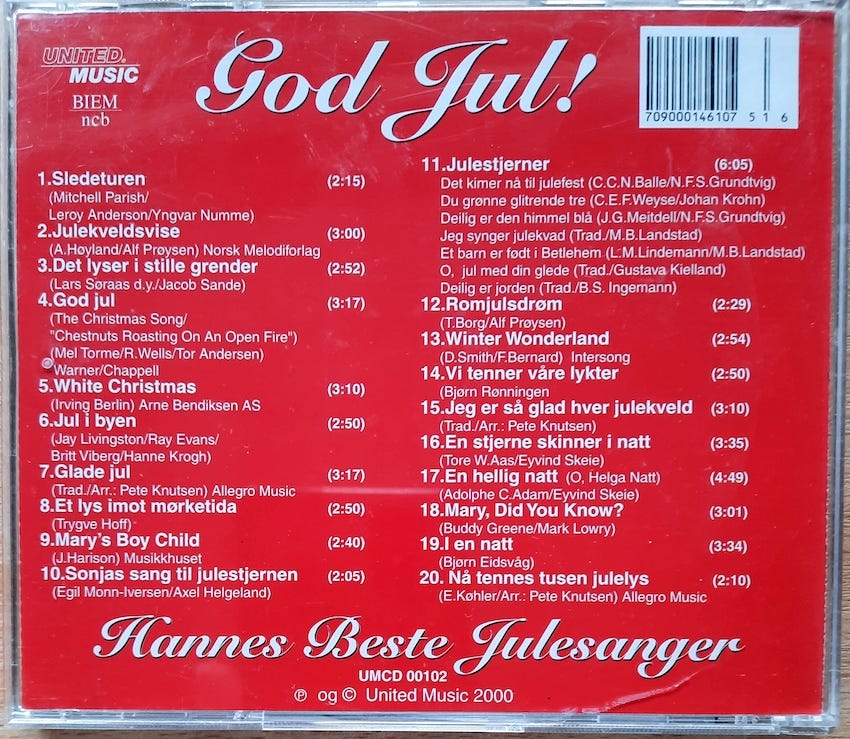 UNITED.
MUSIC
BIEM
ncb
God Jul!
709000146107 516
1.Sledeturen (2:15)
(Mitchell Parish/
Leroy Anderson/Yngvar Numme)
2.Julekveldsvise (3:00)
(A.Høyland/Alf Prøysen) Norsk Melodiforlag
3.Det lyser i stille grender (2:52)
(Lars Søraas d.y./Jacob Sande)
4.God jul (3:17)
(The Christmas Song/
"Chestnuts Roasting On An Open Fire")
(Mel Torme/R.Wells/Tor Andersen)
Warner/Chappell
5.White Christmas (3:10)
(Irving Berlin) Arne Bendiksen AS
6.Jul i byen (2:50)
(Jay Livingston/Ray Evans/
Britt Viberg/Hanne Krogh)
7.Glade jul (3:17)
(Trad./Arr.: Pete Knutsen) Allegro Music
8.Et lys imot mørketida (2:50)
(Trygve Hoff)
9.Mary's Boy Child (2:40)
(J.Harison) Musikkhuset
10.Sonjas sang til julestjernen (2:05)
(Egil Monn-Iversen/Axel Helgeland)
11.Julestjerner (6:05)
Det kimer nå til julefest (C.C.N.Balle/N.F.S.Grundtvig)
Du grønne glitrende tre (C.E.F.Weyse/Johan Krohn)
Deilig er den himmel blå (J.G.Meitdell/N.F.S.Grundtvig)
Jeg synger julekvad (Trad./M.B.Landstad)
Et barn er født i Betlehem (L.M.Lindemann/M.B.Landstad)
O, jul med din glede (Trad./Gustava Kielland)
Deilig er jorden (Trad./B.S. Ingemann)
12.Romjulsdrøm (2:29)
(T.Borg/Alf Prøysen)
13.Winter Wonderland (2:54)
(D.Smith/F.Bernard) Intersong
14.Vi tenner våre lykter (2:50)
(Bjørn Rønningen)
15.Jeg er så glad hver julekveld (3:10)
(Trad./Arr.: Pete Knutsen)
16.En stjerne skinner i natt (3:35)
(Tore W.Aas/Eyvind Skeie)
17.En hellig natt (O, Helga Natt) (4:49)
(Adolphe C.Adam/Eyvind Skeie)
18.Mary, Did You Know? (3:01)
(Buddy Greene/Mark Lowry)
19.I en natt (3:34)
(Bjørn Eidsvåg)
20. Nå tennes tusen julelys (2:10)
(E.Køhler/Arr.: Pete Knutsen) Allegro Music
Hannes Beste Julesanger
UMCD 00102
℗ og © United Music 2000